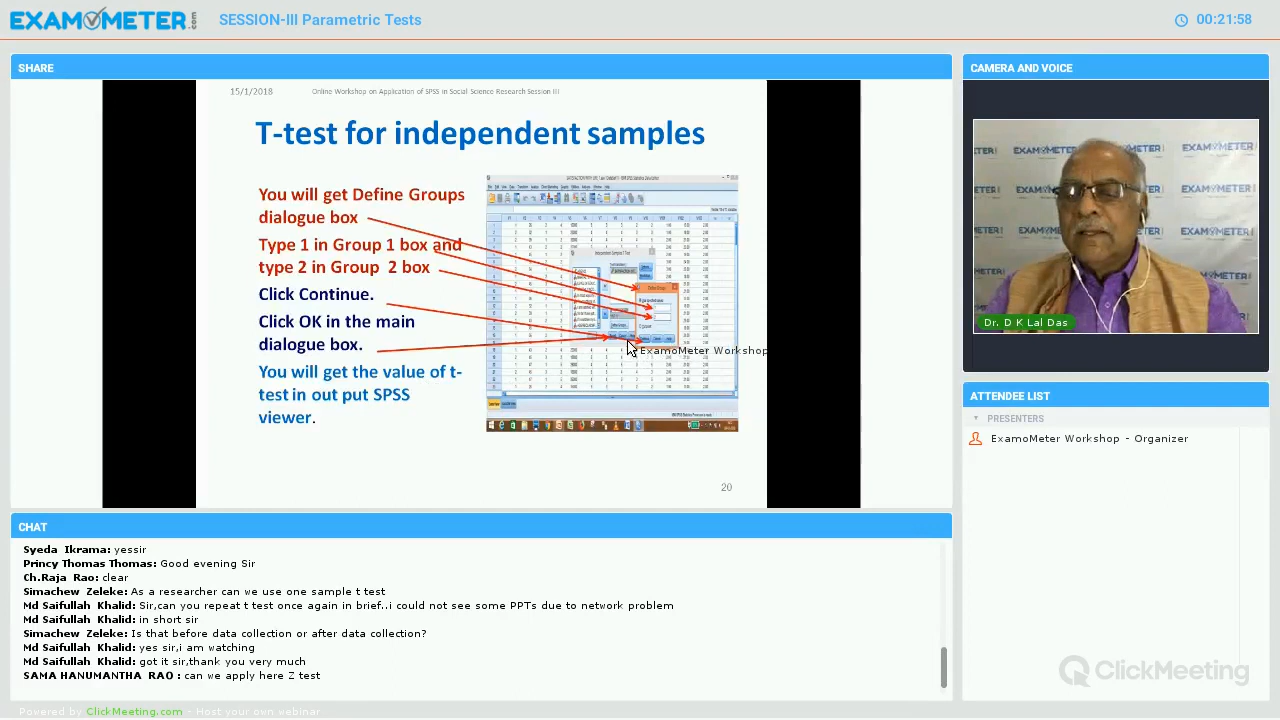 EXAMOMETER.com
SESSION-III Parametric Tests
00:21:58
SHARE
15/1/2018 Online Workshop on Application of SPSS in Social Science Research Session III
T-test for independent samples
You will get Define Groups
dialogue box
Type 1 in Group 1 box and
type 2 in Group 2 box
Click Continue.
Click OK in the main
dialogue box.
You will get the value of t-
test in out put SPSS
viewer.
Independent Samples T Test
Define Groups
ExamoMeter Workshop
20
CAMERA AND VOICE
EXAMOMETER
EXAMOMETER
Dr. D K Lal Das
ATTENDEE LIST
PRESENTERS
ExamoMeter Workshop - Organizer
CHAT
Syeda Ikrama: yessir
Princy Thomas Thomas: Good evening Sir
Ch.Raja Rao: clear
Simachew Zeleke: As a researcher can we use one sample t test
Md Saifullah Khalid: Sir,can you repeat t test once again in brief..i could not see some PPTs due to network problem
Md Saifullah Khalid: in short sir
Simachew Zeleke: Is that before data collection or after data collection?
Md Saifullah Khalid: yes sir,i am watching
Md Saifullah Khalid: got it sir,thank you very much
SAMA HANUMANTHA RAO : can we apply here Z test
ClickMeeting
Powered by ClickMeeting.com - Host your own webinar